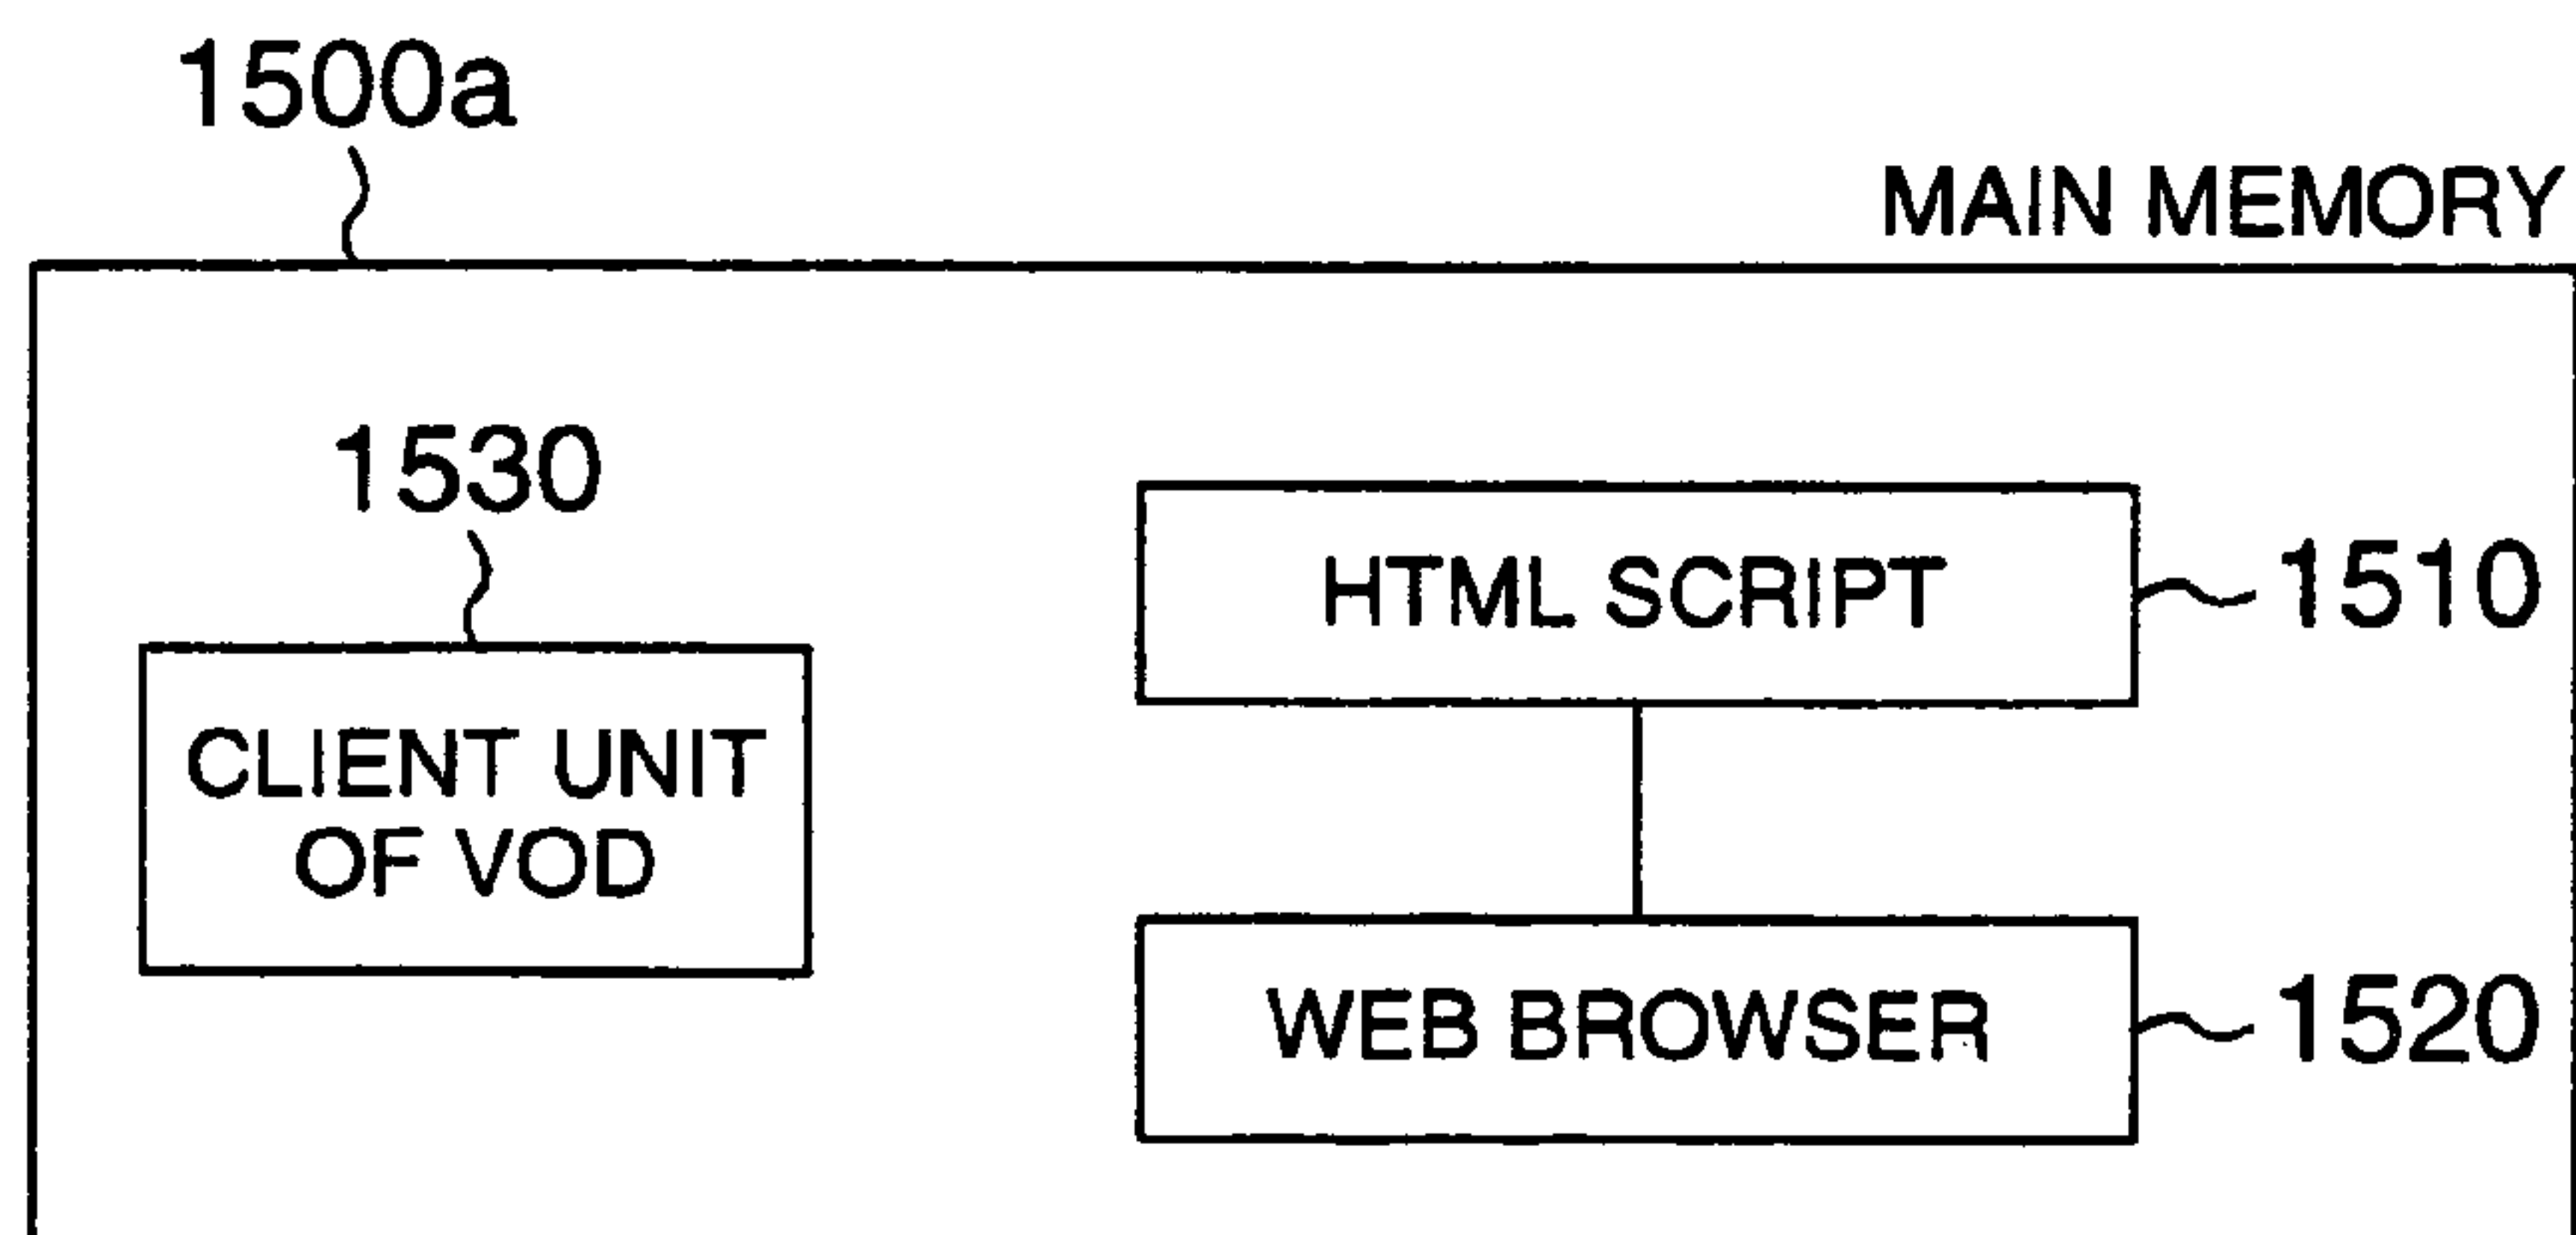 1500a
MAIN MEMORY
1530
HTML SCRIPT
1510
CLIENT UNIT
OF VOD
WEB BROWSER
1520